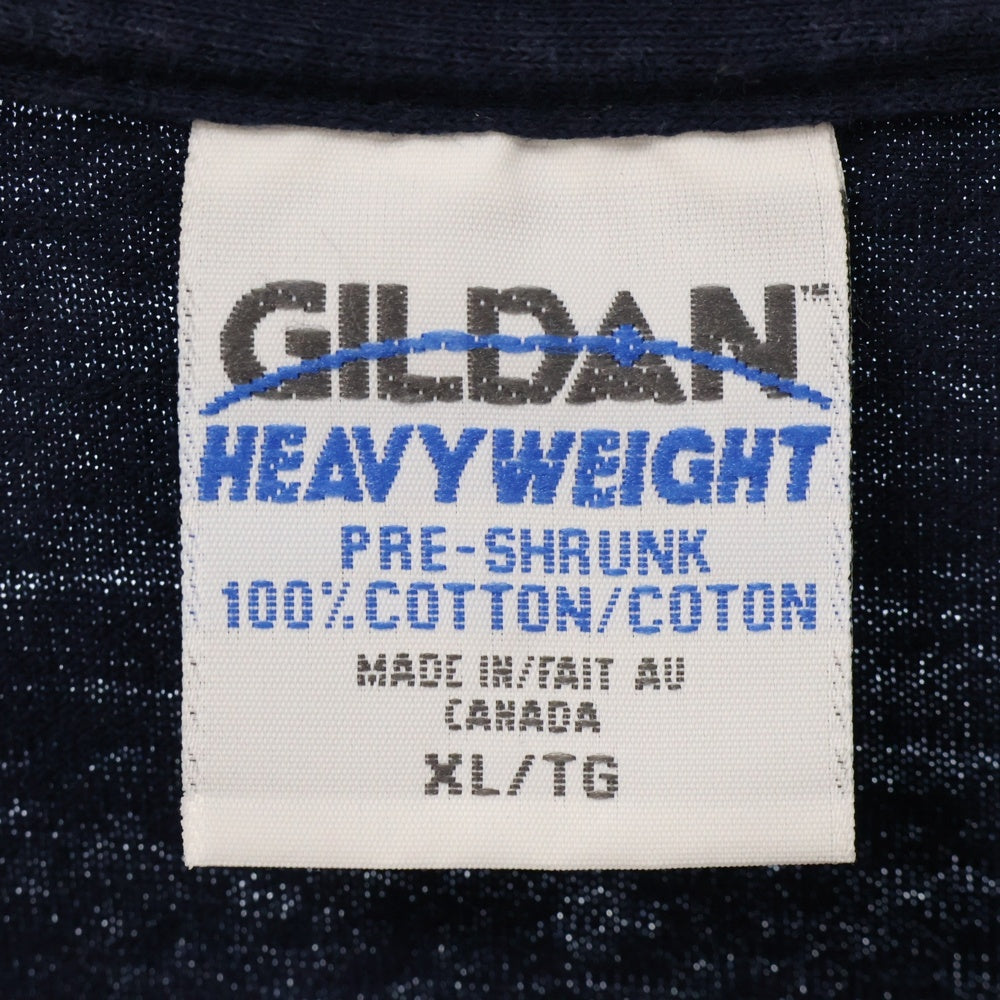 GILDAN™
HEAVYWEIGHT
PRE-SHRUNK
100% COTTON/COTON
MADE IN/FAIT AU
CANADA
XL/TG